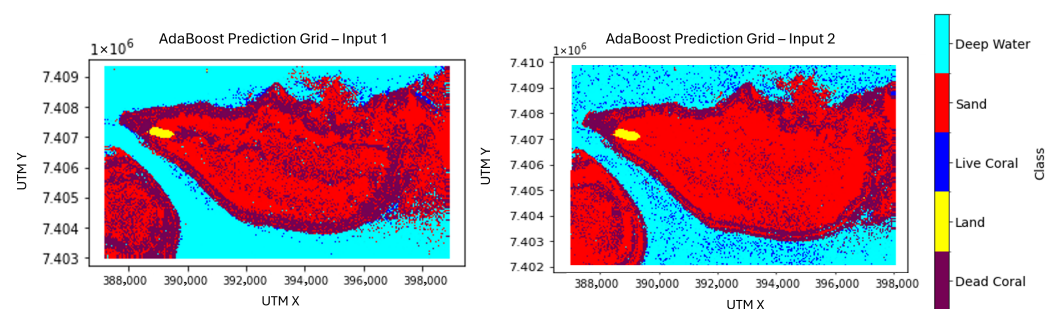 AdaBoost Prediction Grid – Input 1
1×10⁶
7.409
7.408
7.407
7.406
7.405
7.404
7.403
UTM Y
388,000 390,000 392,000 394,000 396,000 398,000
UTM X
AdaBoost Prediction Grid – Input 2
1×10⁶
7.410
7.409
7.408
7.407
7.406
7.405
7.404
7.403
7.402
UTM Y
388,000 390,000 392,000 394,000 396,000 398,000
UTM X
Deep Water
Sand
Live Coral
Land
Dead Coral
Class